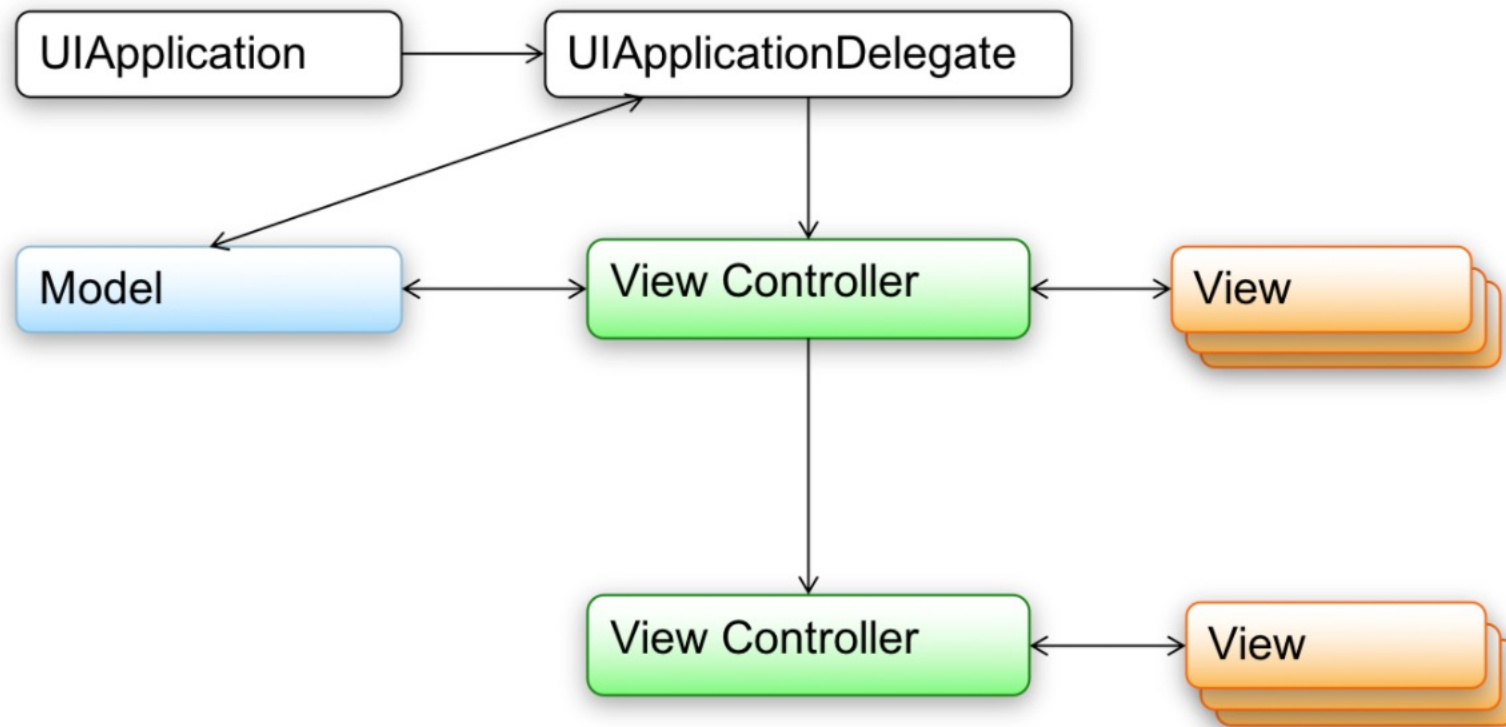 UIApplication
UIApplicationDelegate
Model
View Controller
View
View Controller
View